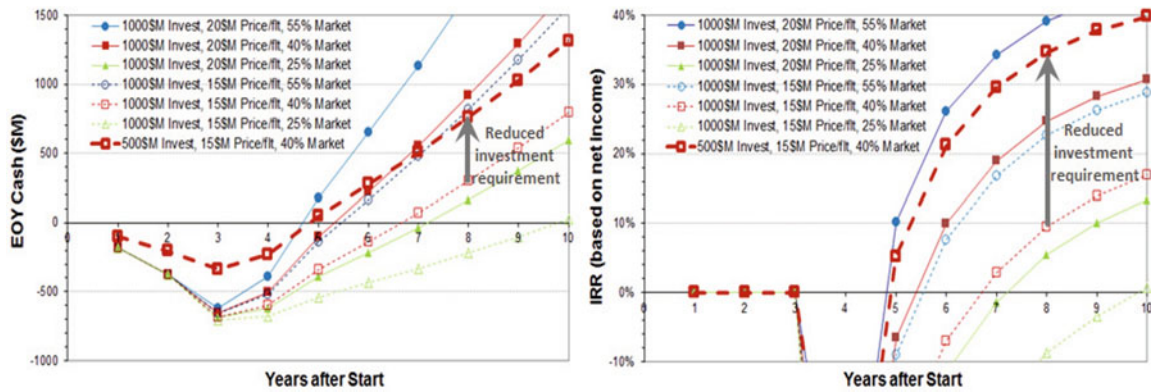 1000$M Invest, 20$M Price/flt, 55% Market
1000$M Invest, 20$M Price/flt, 40% Market
1000$M Invest, 20$M Price/flt, 25% Market
1000$M Invest, 15$M Price/flt, 55% Market
1000$M Invest, 15$M Price/flt, 40% Market
1000$M Invest, 15$M Price/flt, 25% Market
500$M Invest, 15$M Price/flt, 40% Market
1500
1000
500
0
-500
-1000
EOY Cash ($M)
0 1 2 3 4 5 6 7 8 9 10
Years after Start
Reduced
investment
requirement
1000$M Invest, 20$M Price/flt, 55% Market
1000$M Invest, 20$M Price/flt, 40% Market
1000$M Invest, 20$M Price/flt, 25% Market
1000$M Invest, 15$M Price/flt, 55% Market
1000$M Invest, 15$M Price/flt, 40% Market
1000$M Invest, 15$M Price/flt, 25% Market
500$M Invest, 15$M Price/flt, 40% Market
40%
30%
20%
10%
0%
-10%
IRR (based on net Income)
0 1 2 3 4 5 6 7 8 9 10
Years after Start
Reduced
investment
requirement